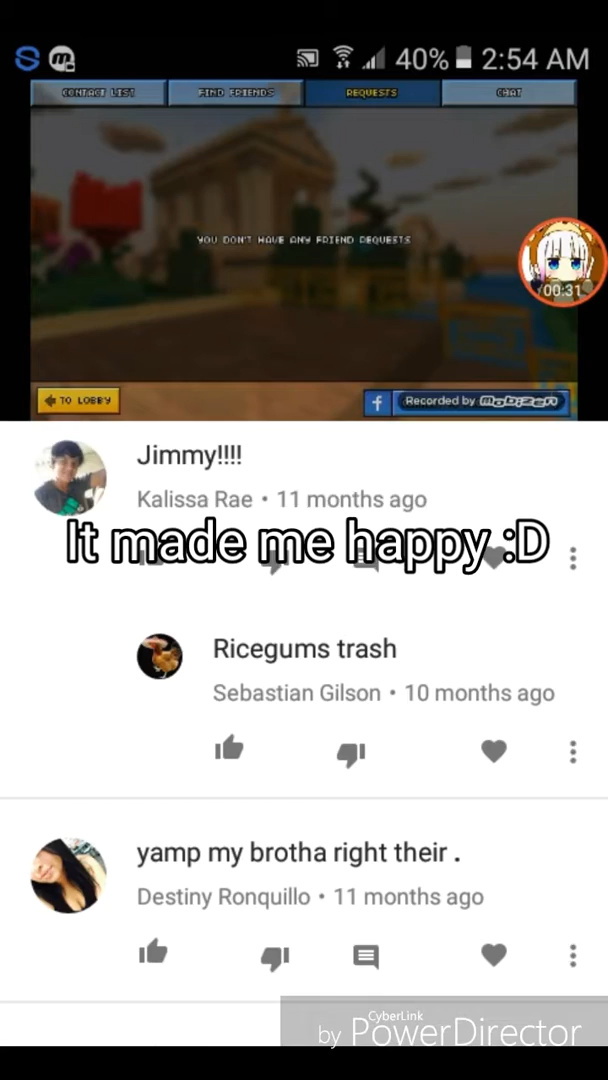 40% 2:54 AM
CONTACT LIST FIND FRIENDS REQUESTS CHAT
YOU DON'T HAVE ANY FRIEND REQUESTS
00:31
TO LOBBY
f Recorded by mobizen
Jimmy!!!!
Kalissa Rae • 11 months ago
It made me happy :D
Ricegums trash
Sebastian Gilson • 10 months ago
yamp my brotha right their .
Destiny Ronquillo • 11 months ago
CyberLink
by PowerDirector